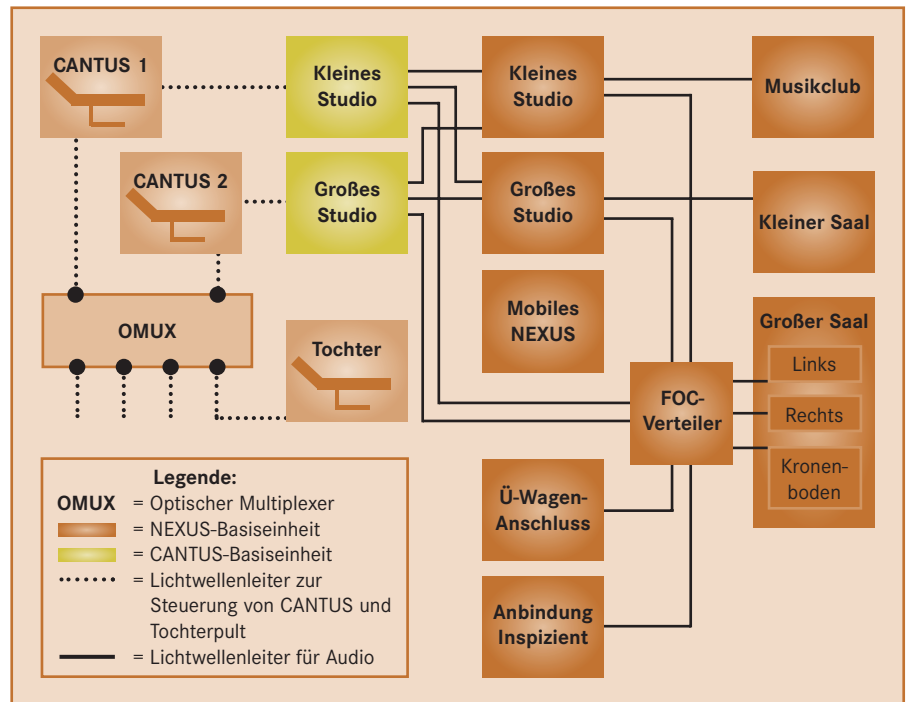 CANTUS 1
Kleines
Studio
Kleines
Studio
Musikclub
CANTUS 2
Großes
Studio
Großes
Studio
Kleiner Saal
OMUX
Tochter
Mobiles
NEXUS
Großer Saal
Links
Rechts
Kronen-
boden
FOC-
Verteiler
Ü-Wagen-
Anschluss
Anbindung
Inspizient
Legende:
OMUX = Optischer Multiplexer
= NEXUS-Basiseinheit
= CANTUS-Basiseinheit
= Lichtwellenleiter zur
Steuerung von CANTUS und
Tochterpult
= Lichtwellenleiter für Audio